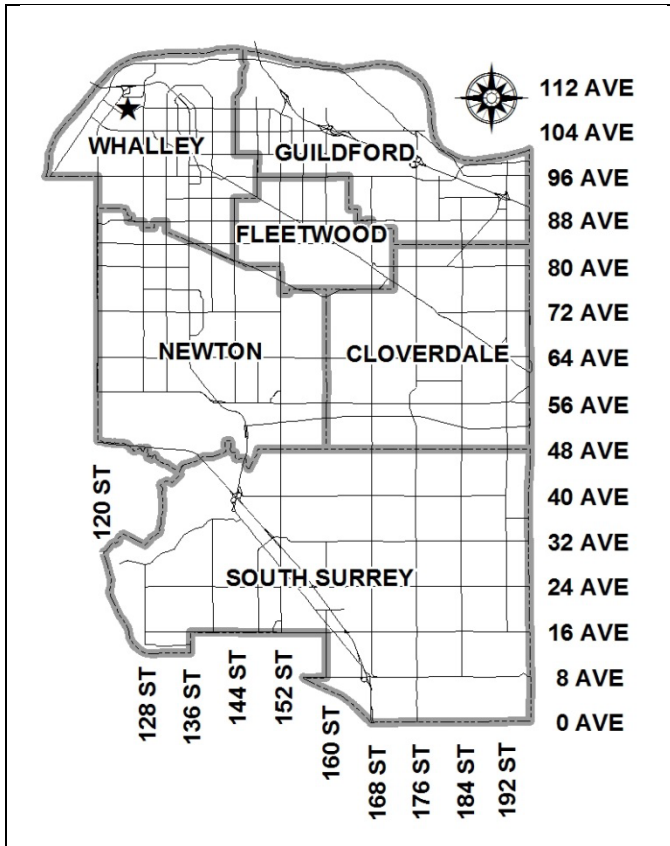 112 AVE
104 AVE
WHALLEY
GUILDFORD
96 AVE
88 AVE
FLEETWOOD
80 AVE
72 AVE
NEWTON
CLOVERDALE
64 AVE
56 AVE
48 AVE
120 ST
40 AVE
32 AVE
SOUTH SURREY
24 AVE
16 AVE
8 AVE
0 AVE
128 ST
136 ST
144 ST
152 ST
160 ST
168 ST
176 ST
184 ST
192 ST